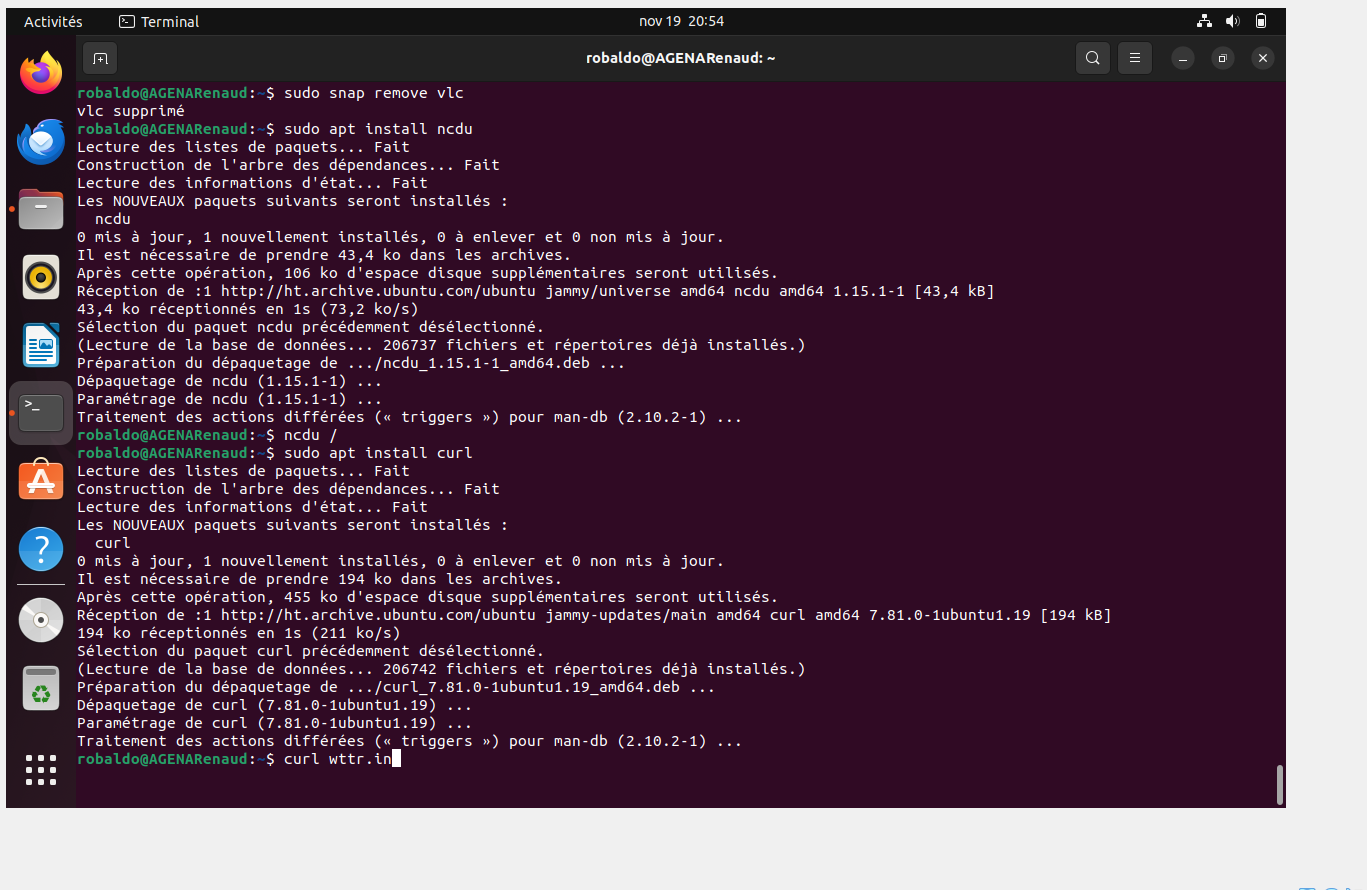 Activités Terminal nov 19 20:54
robaldo@AGENARenaud: ~
robaldo@AGENARenaud:~$ sudo snap remove vlc
vlc supprimé
robaldo@AGENARenaud:~$ sudo apt install ncdu
Lecture des listes de paquets... Fait
Construction de l'arbre des dépendances... Fait
Lecture des informations d'état... Fait
Les NOUVEAUX paquets suivants seront installés :
  ncdu
0 mis à jour, 1 nouvellement installés, 0 à enlever et 0 non mis à jour.
Il est nécessaire de prendre 43,4 ko dans les archives.
Après cette opération, 106 ko d'espace disque supplémentaires seront utilisés.
Réception de :1 http://ht.archive.ubuntu.com/ubuntu jammy/universe amd64 ncdu amd64 1.15.1-1 [43,4 kB]
43,4 ko réceptionnés en 1s (73,2 ko/s)
Sélection du paquet ncdu précédemment désélectionné.
(Lecture de la base de données... 206737 fichiers et répertoires déjà installés.)
Préparation du dépaquetage de .../ncdu_1.15.1-1_amd64.deb ...
Dépaquetage de ncdu (1.15.1-1) ...
Paramétrage de ncdu (1.15.1-1) ...
Traitement des actions différées (« triggers ») pour man-db (2.10.2-1) ...
robaldo@AGENARenaud:~$ ncdu /
robaldo@AGENARenaud:~$ sudo apt install curl
Lecture des listes de paquets... Fait
Construction de l'arbre des dépendances... Fait
Lecture des informations d'état... Fait
Les NOUVEAUX paquets suivants seront installés :
  curl
0 mis à jour, 1 nouvellement installés, 0 à enlever et 0 non mis à jour.
Il est nécessaire de prendre 194 ko dans les archives.
Après cette opération, 455 ko d'espace disque supplémentaires seront utilisés.
Réception de :1 http://ht.archive.ubuntu.com/ubuntu jammy-updates/main amd64 curl amd64 7.81.0-1ubuntu1.19 [194 kB]
194 ko réceptionnés en 1s (211 ko/s)
Sélection du paquet curl précédemment désélectionné.
(Lecture de la base de données... 206742 fichiers et répertoires déjà installés.)
Préparation du dépaquetage de .../curl_7.81.0-1ubuntu1.19_amd64.deb ...
Dépaquetage de curl (7.81.0-1ubuntu1.19) ...
Paramétrage de curl (7.81.0-1ubuntu1.19) ...
Traitement des actions différées (« triggers ») pour man-db (2.10.2-1) ...
robaldo@AGENARenaud:~$ curl wttr.in